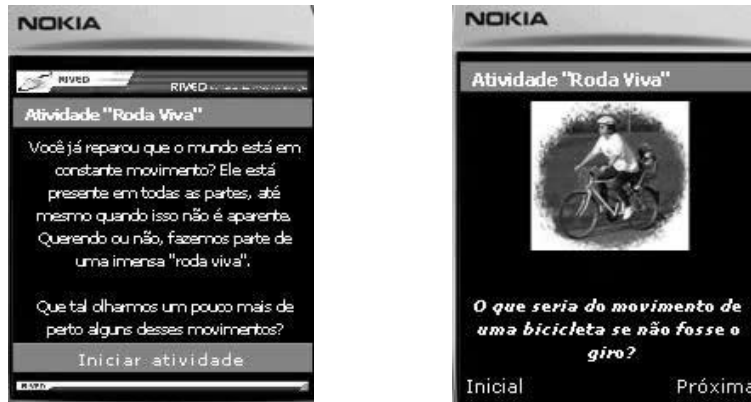 NOKIA
RIVED
RIVED
Atividade "Roda Viva"
Você já reparou que o mundo está em
constante movimento? Ele está
presente em todas as partes, até
mesmo quando isso não é aparente.
Querendo ou não, fazemos parte de
uma imensa "roda viva".
Que tal olharmos um pouco mais de
perto alguns desses movimentos?
Iniciar atividade
RIVED
NOKIA
Atividade "Roda Viva"
O que seria do movimento de
uma bicicleta se não fosse o
giro?
Inicial
Próxima